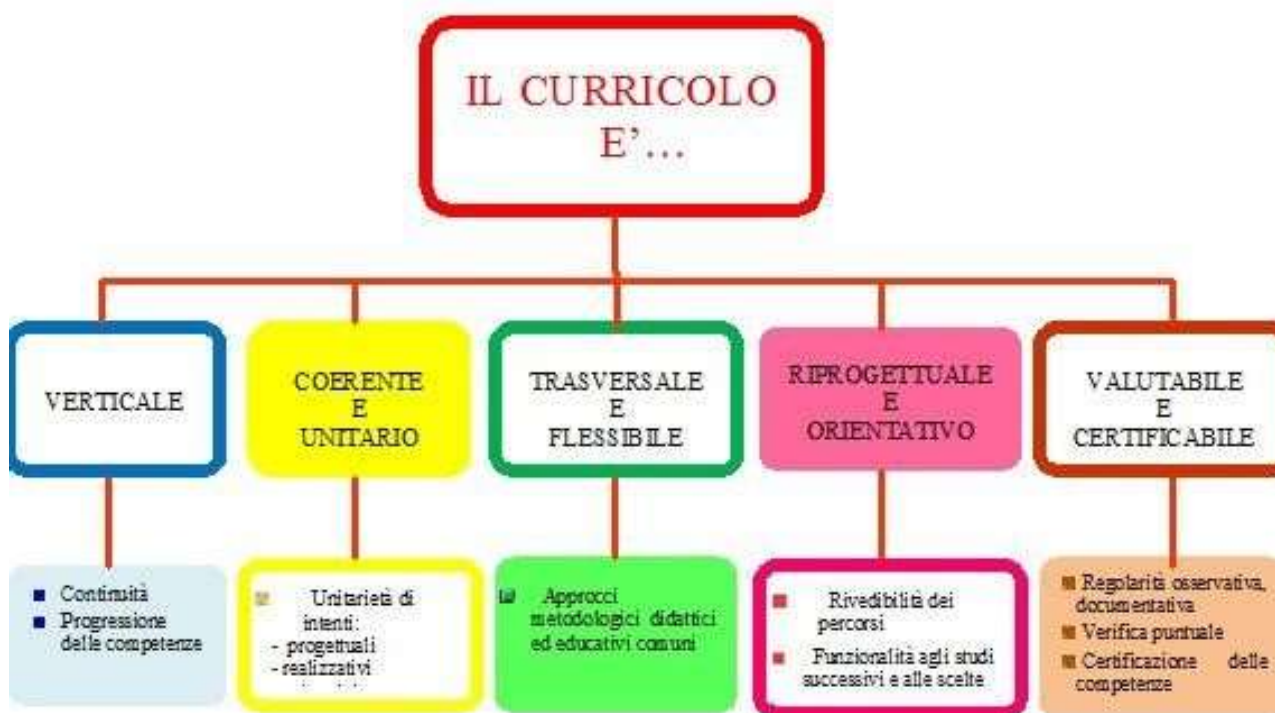 IL CURRICOLO
E’…
VERTICALE
COERENTE
E
UNITARIO
TRASVERSALE
E
FLESSIBILE
RIPROGETTUALE
E
ORIENTATIVO
VALUTABILE
E
CERTIFICABILE
Continuità
Progressione
delle competenze
Unitarietà di
intenti:
- progettuali
- realizzativi
Approcci
metodologici didattici
ed educativi comuni
Rivedibilità dei
percorsi
Funzionalità agli studi
successivi e alle scelte
Regolarità osservativa,
documentativa
Verifica puntuale
Certificazione delle
competenze